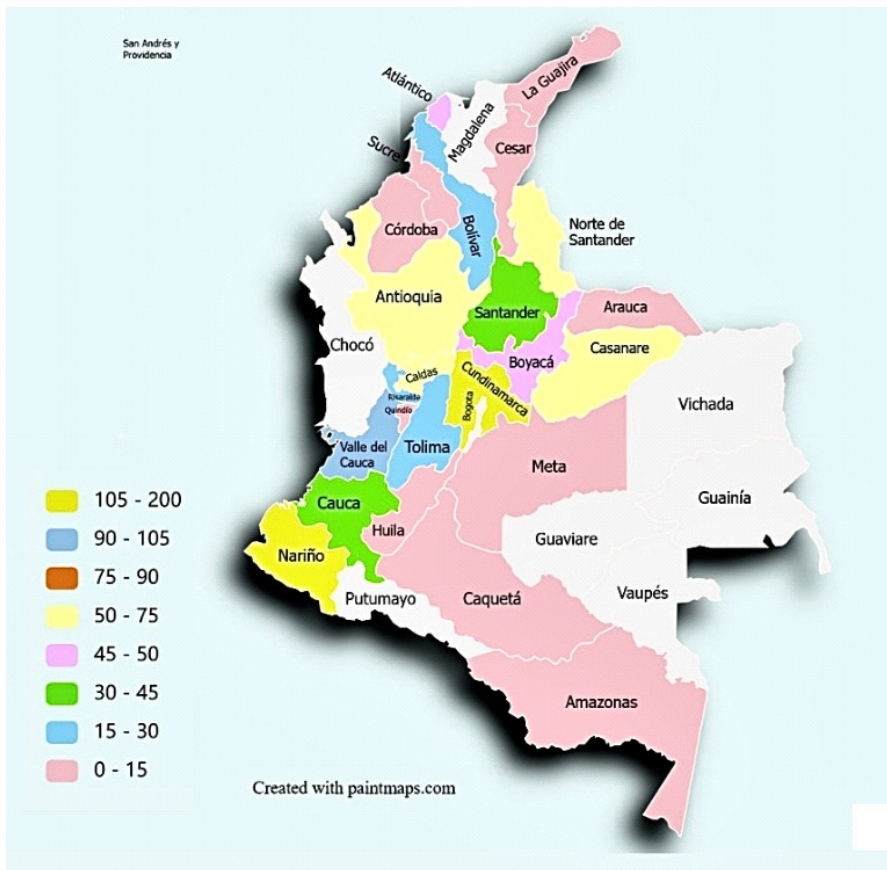 San Andrés y
Providencia
La Guajira
Atlántico
Magdalena
Cesar
Sucre
Córdoba
Bolívar
Norte de
Santander
Antioquia
Santander
Arauca
Chocó
Boyacá
Casanare
Caldas
Cundinamarca
Risaralda
Quindío
Bogota
Vichada
Valle del
Cauca
Tolima
Meta
Guainía
Cauca
Huila
Guaviare
Nariño
Putumayo
Caquetá
Vaupés
Amazonas
105 - 200
90 - 105
75 - 90
50 - 75
45 - 50
30 - 45
15 - 30
0 - 15
Created with paintmaps.com